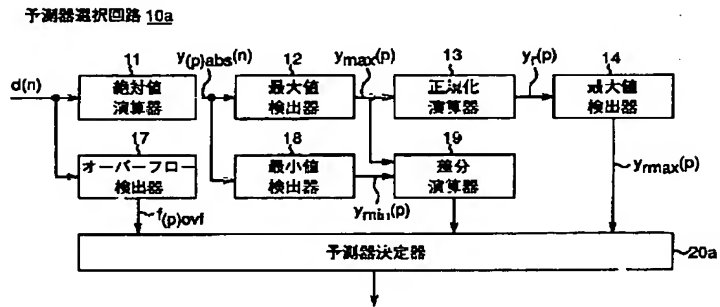 予測器選択回路 10a
d(n)
11
絶対値
演算器
y(p)abs(n)
12
最大値
検出器
ymax(p)
13
正規化
演算器
yr(p)
14
最大値
検出器
17
オーバーフロー
検出器
18
最小値
検出器
ymin(p)
19
差分
演算器
yrmax(p)
f(p)ovf
予測器決定器
20a